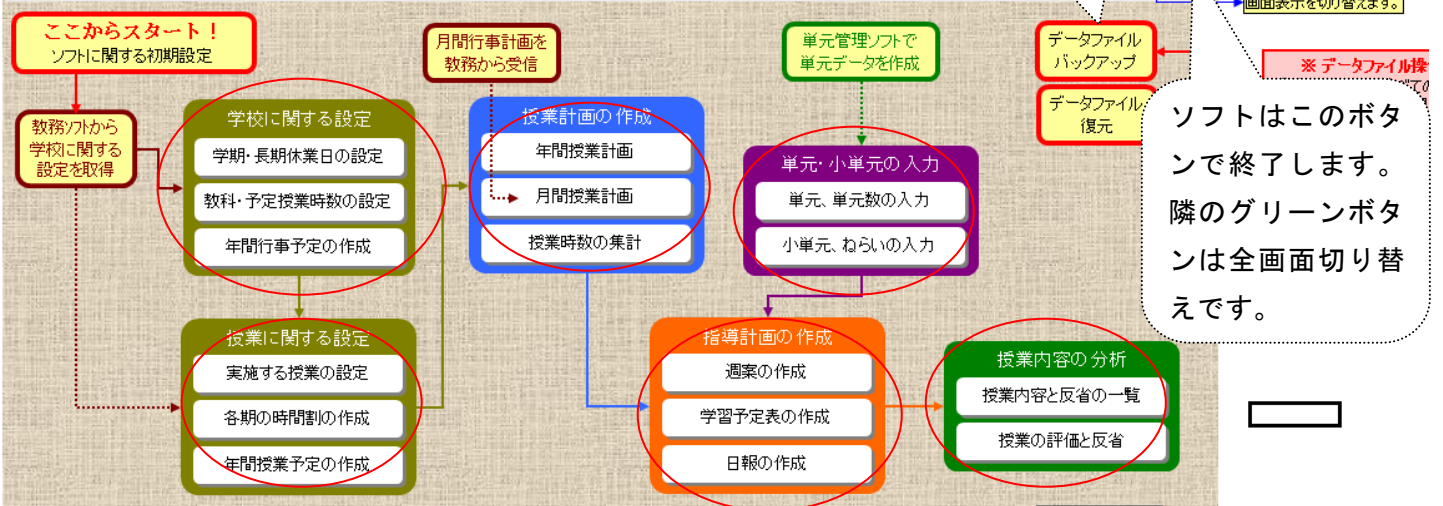 画面表示を切り替えます。
ここからスタート！
ソフトに関する初期設定
月間行事計画を
教務から受信
単元管理ソフトで
単元データを作成
データファイル
バックアップ
※ データファイル操
データファイル
復元
教務ソフトから
学校に関する
設定を取得
学校に関する設定
学期・長期休業日の設定
教科・予定授業時数の設定
年間行事予定の作成
授業計画の作成
年間授業計画
月間授業計画
授業時数の集計
単元・小単元の入力
単元、単元数の入力
小単元、ねらいの入力
ソフトはこのボタ
ンで終了します。
隣のグリーンボタ
ンは全画面切り替
えです。
授業に関する設定
実施する授業の設定
各期の時間割の作成
年間授業予定の作成
指導計画の作成
週案の作成
学習予定表の作成
日報の作成
授業内容の分析
授業内容と反省の一覧
授業の評価と反省